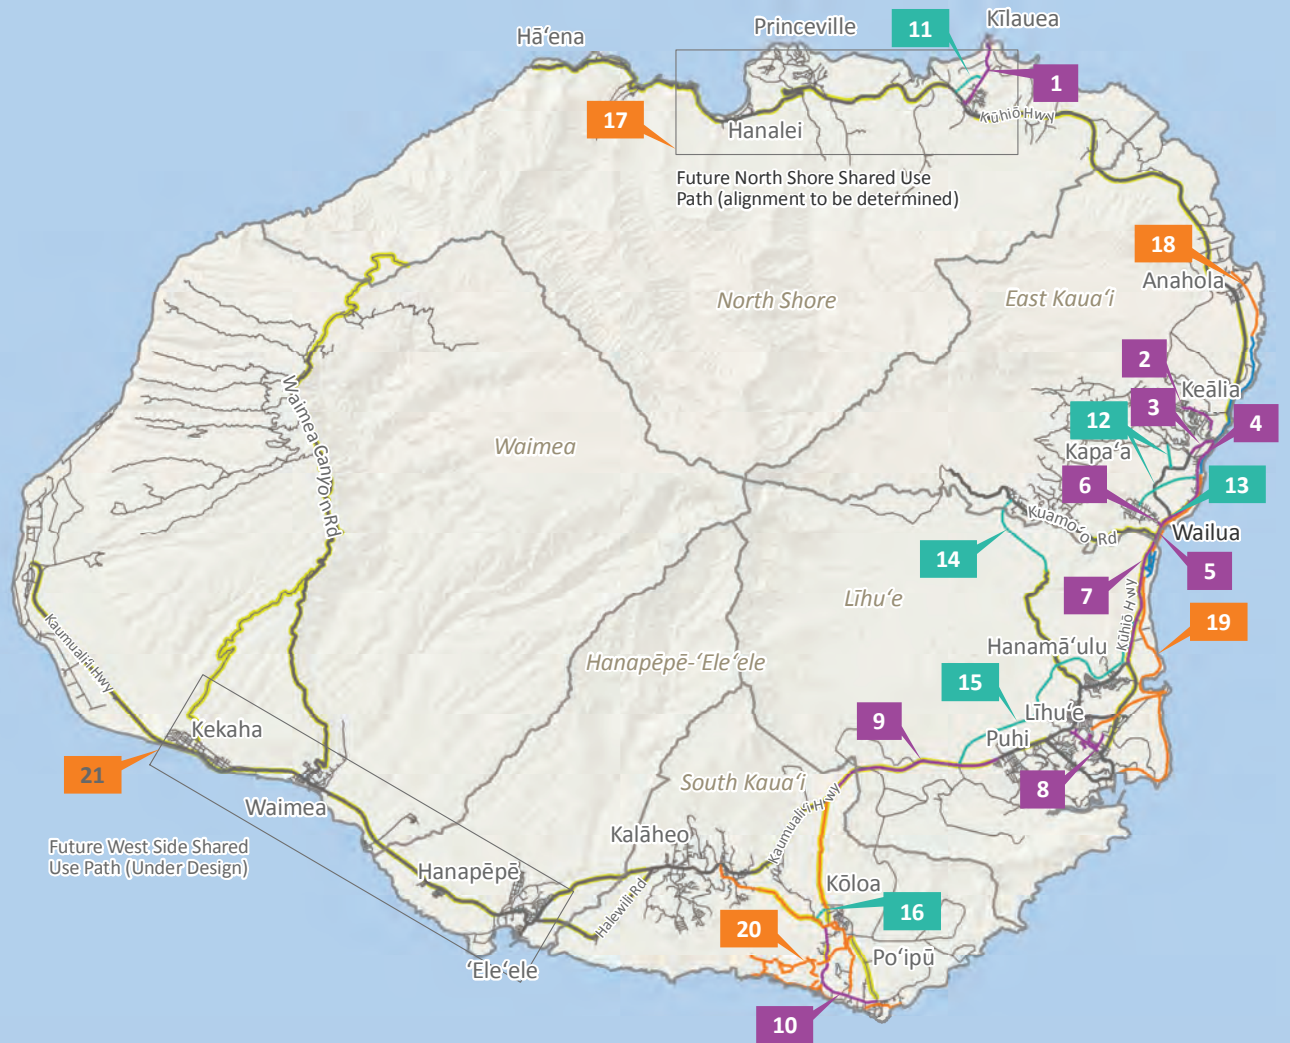 Kīlauea
Princeville
11
Hāʻena
1
17
Hanalei
Kūhiō Hwy
Future North Shore Shared Use
Path (alignment to be determined)
18
Anahola
North Shore
East Kauaʻi
2
Keālia
3
12
4
Kapaʻa
Waimea Canyon Rd
Waimea
6
13
Kuamoʻo Rd
Wailua
14
5
7
Līhuʻe
Kūhiō Hwy
19
Kaumualiʻi Hwy
Hanamāʻulu
Hanapēpē-ʻEleʻele
15
Līhuʻe
9
Puhi
Kekaha
21
South Kauaʻi
8
Waimea
Kaumualiʻi Hwy
Kalāheo
Future West Side Shared
Use Path (Under Design)
Hanapēpē
Halewili Rd
Kōloa
16
20
Poʻipū
ʻEleʻele
10